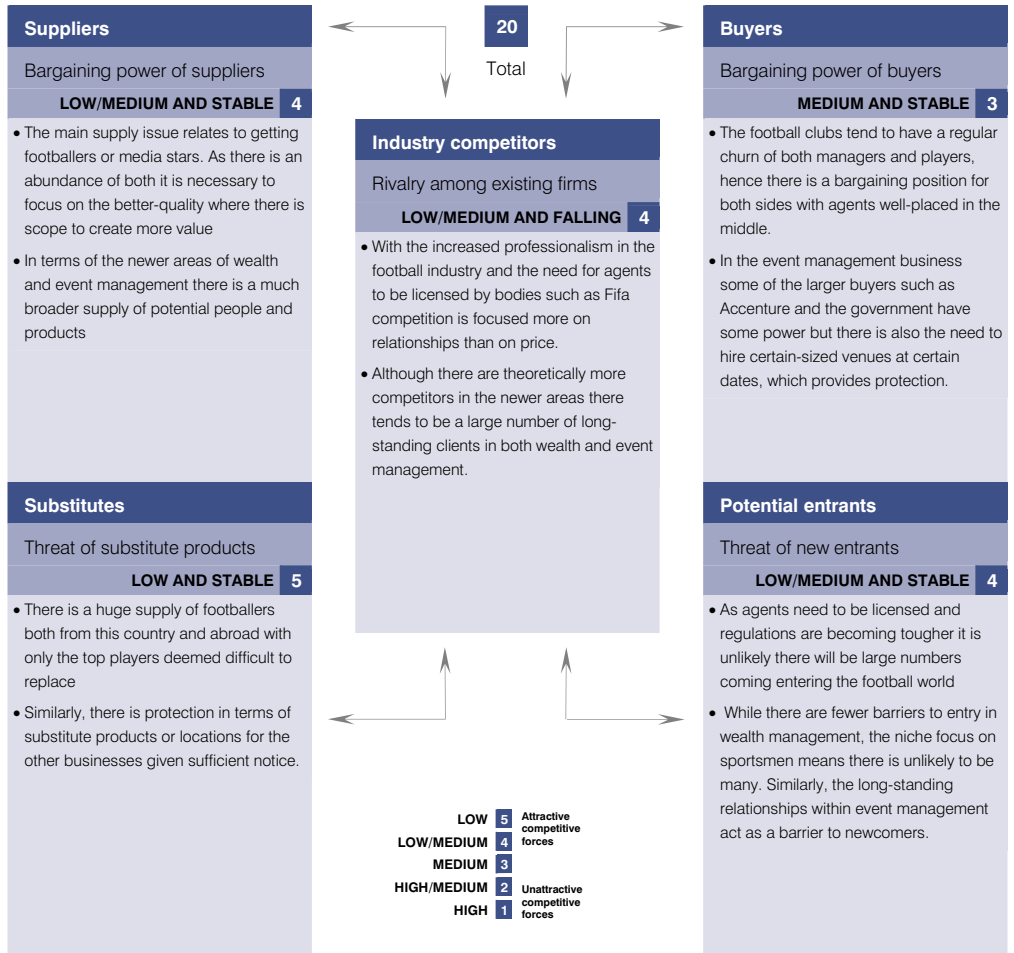 Suppliers
Bargaining power of suppliers
LOW/MEDIUM AND STABLE 4
• The main supply issue relates to getting
footballers or media stars. As there is an
abundance of both it is necessary to
focus on the better-quality where there is
scope to create more value
• In terms of the newer areas of wealth
and event management there is a much
broader supply of potential people and
products
20
Total
Buyers
Bargaining power of buyers
MEDIUM AND STABLE 3
• The football clubs tend to have a regular
churn of both managers and players,
hence there is a bargaining position for
both sides with agents well-placed in the
middle.
• In the event management business
some of the larger buyers such as
Accenture and the government have
some power but there is also the need to
hire certain-sized venues at certain
dates, which provides protection.
Industry competitors
Rivalry among existing firms
LOW/MEDIUM AND FALLING 4
• With the increased professionalism in the
football industry and the need for agents
to be licensed by bodies such as Fifa
competition is focused more on
relationships than on price.
• Although there are theoretically more
competitors in the newer areas there
tends to be a large number of long-
standing clients in both wealth and event
management.
Substitutes
Threat of substitute products
LOW AND STABLE 5
• There is a huge supply of footballers
both from this country and abroad with
only the top players deemed difficult to
replace
• Similarly, there is protection in terms of
substitute products or locations for the
other businesses given sufficient notice.
Potential entrants
Threat of new entrants
LOW/MEDIUM AND STABLE 4
• As agents need to be licensed and
regulations are becoming tougher it is
unlikely there will be large numbers
coming entering the football world
• While there are fewer barriers to entry in
wealth management, the niche focus on
sportsmen means there is unlikely to be
many. Similarly, the long-standing
relationships within event management
act as a barrier to newcomers.
LOW 5
LOW/MEDIUM 4
MEDIUM 3
HIGH/MEDIUM 2
HIGH 1
Attractive
competitive
forces
Unattractive
competitive
forces